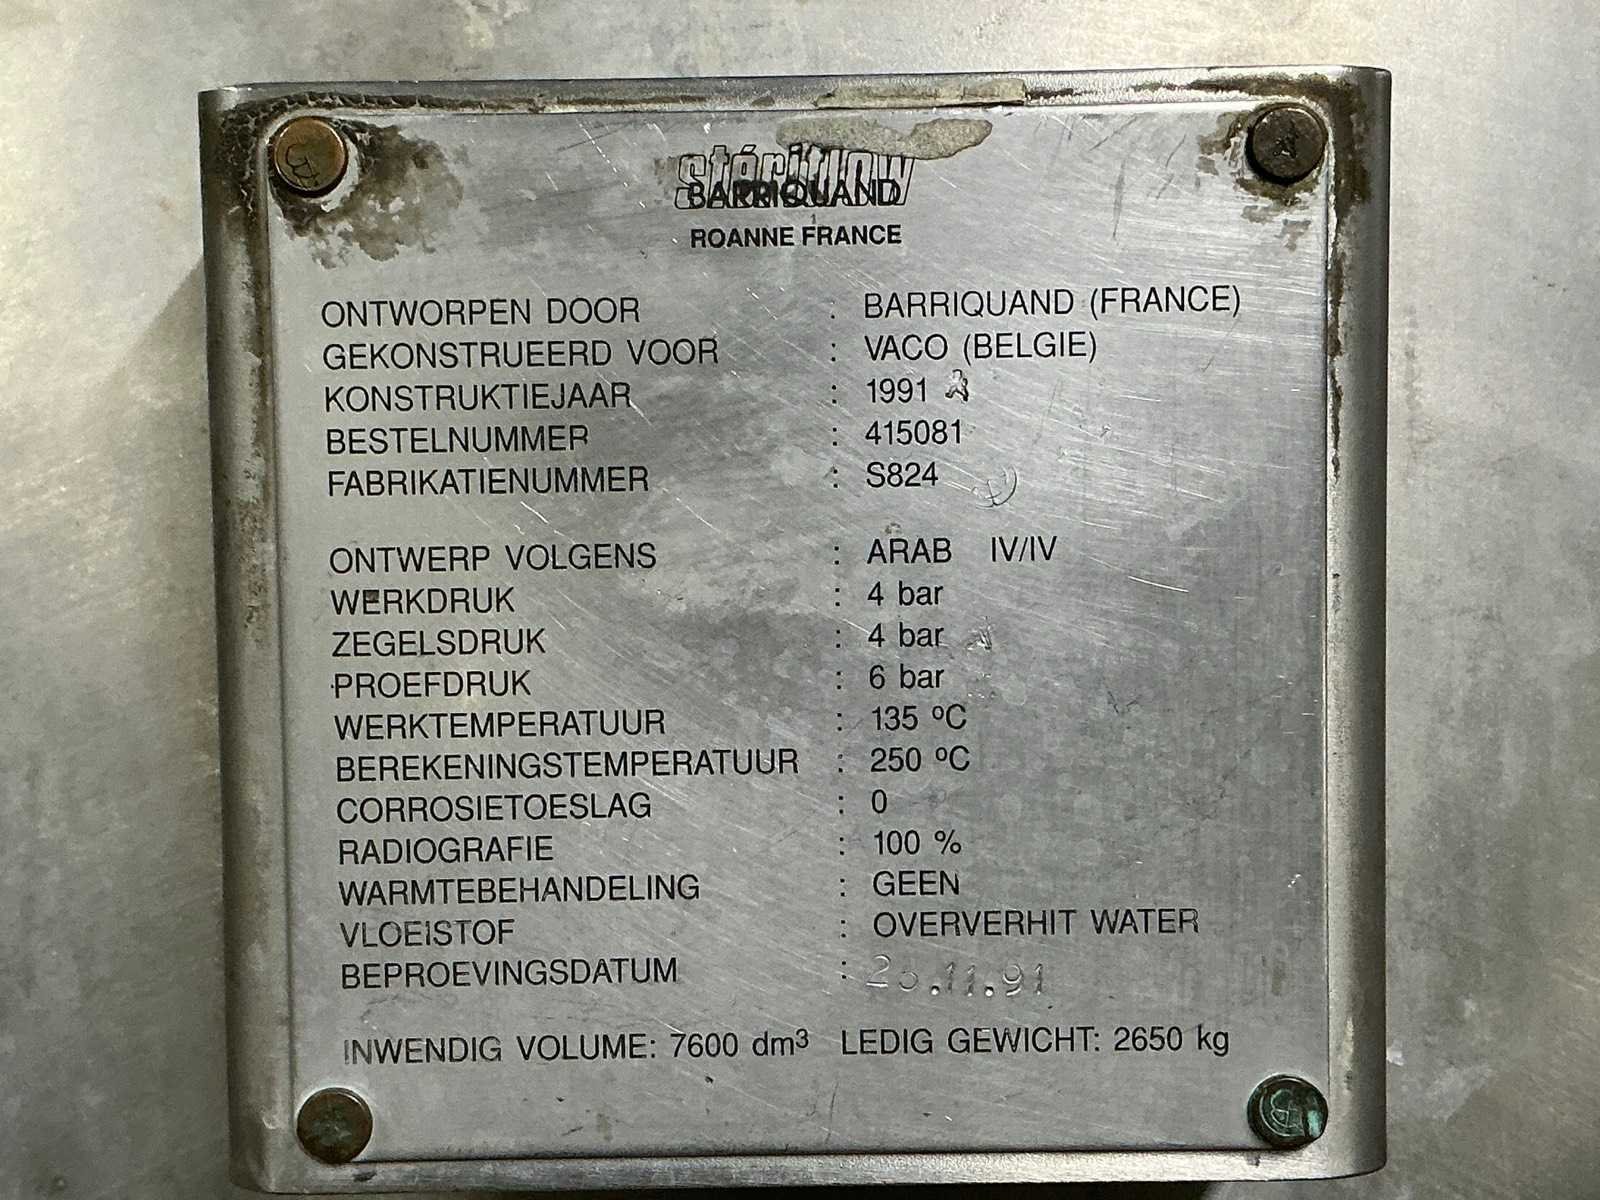 stériflow
BARRIQUAND
ROANNE FRANCE
ONTWORPEN DOOR : BARRIQUAND (FRANCE)
GEKONSTRUEERD VOOR : VACO (BELGIE)
KONSTRUKTIEJAAR : 1991
BESTELNUMMER : 415081
FABRIKATIENUMMER : S824
ONTWERP VOLGENS : ARAB IV/IV
WERKDRUK : 4 bar
ZEGELSDRUK : 4 bar
PROEFDRUK : 6 bar
WERKTEMPERATUUR : 135 ºC
BEREKENINGSTEMPERATUUR : 250 ºC
CORROSIETOESLAG : 0
RADIOGRAFIE : 100 %
WARMTEBEHANDELING : GEEN
VLOEISTOF : OVERVERHIT WATER
BEPROEVINGSDATUM :
INWENDIG VOLUME: 7600 dm³ LEDIG GEWICHT: 2650 kg